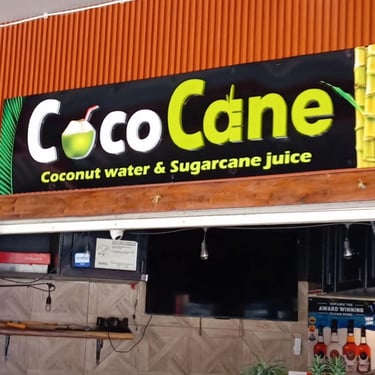 CocoCane
Coconut water & Sugarcane juice
AWARD WINNING